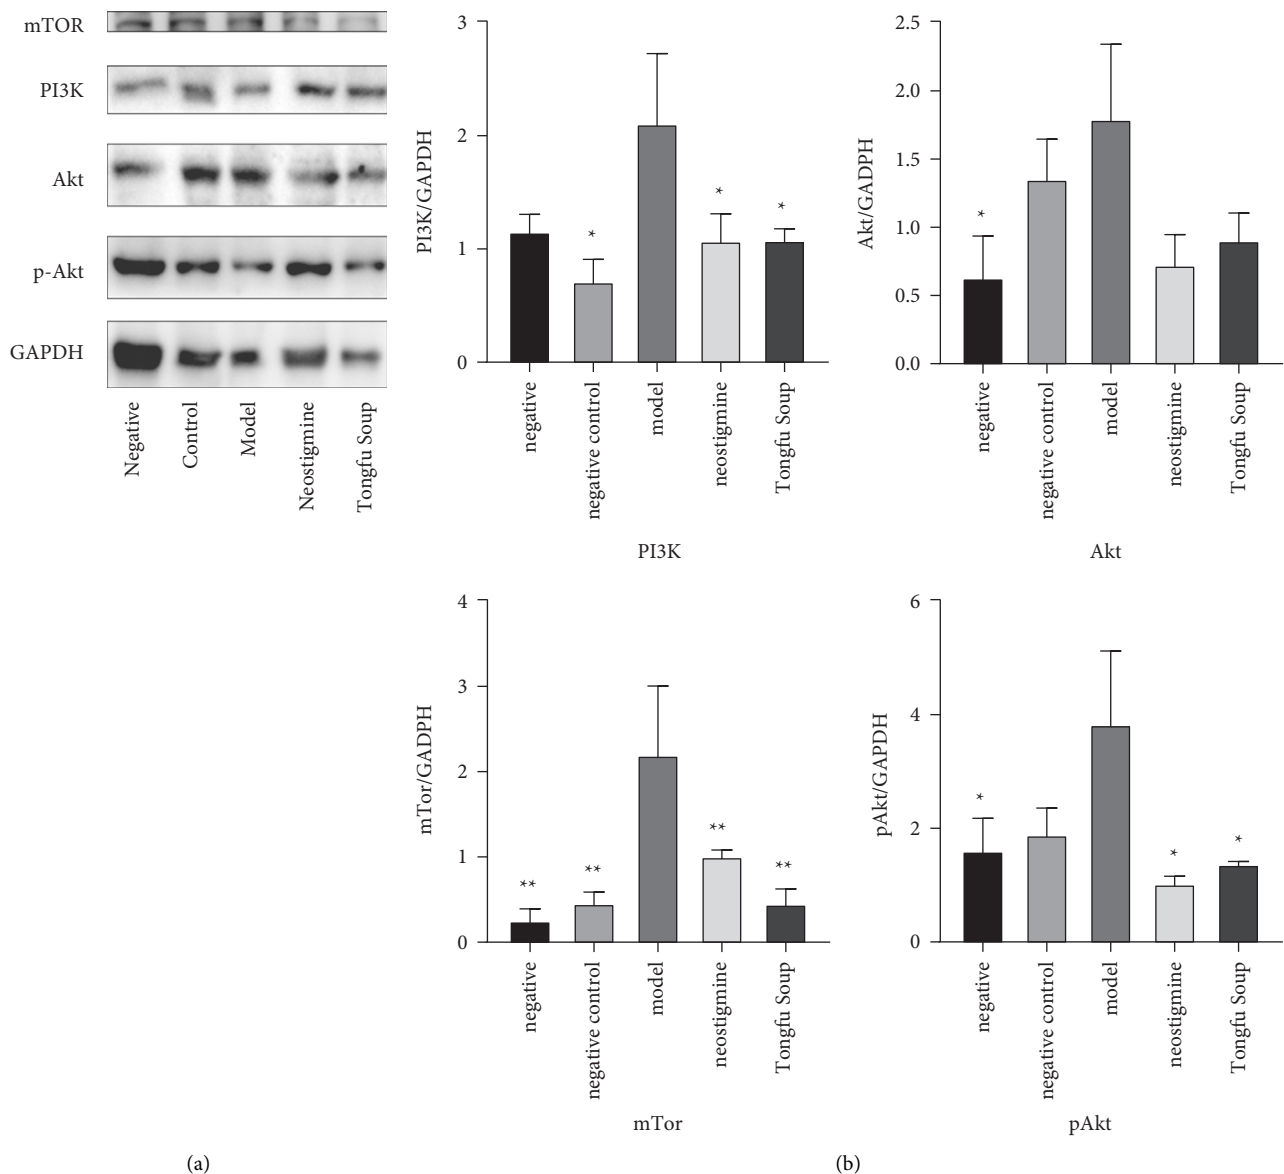 mTOR
PI3K
Akt
p-Akt
GAPDH
Negative
Control
Model
Neostigmine
Tongfu Soup
(a)
3
2
1
0
PI3K/GAPDH
*
*
*
negative
negative control
model
neostigmine
Tongfu Soup
PI3K
2.5
2.0
1.5
1.0
0.5
0.0
Akt/GADPH
*
negative
negative control
model
neostigmine
Tongfu Soup
Akt
4
3
2
1
0
mTor/GADPH
**
**
**
**
negative
negative control
model
neostigmine
Tongfu Soup
mTor
6
4
2
0
pAkt/GAPDH
*
*
*
negative
negative control
model
neostigmine
Tongfu Soup
pAkt
(b)